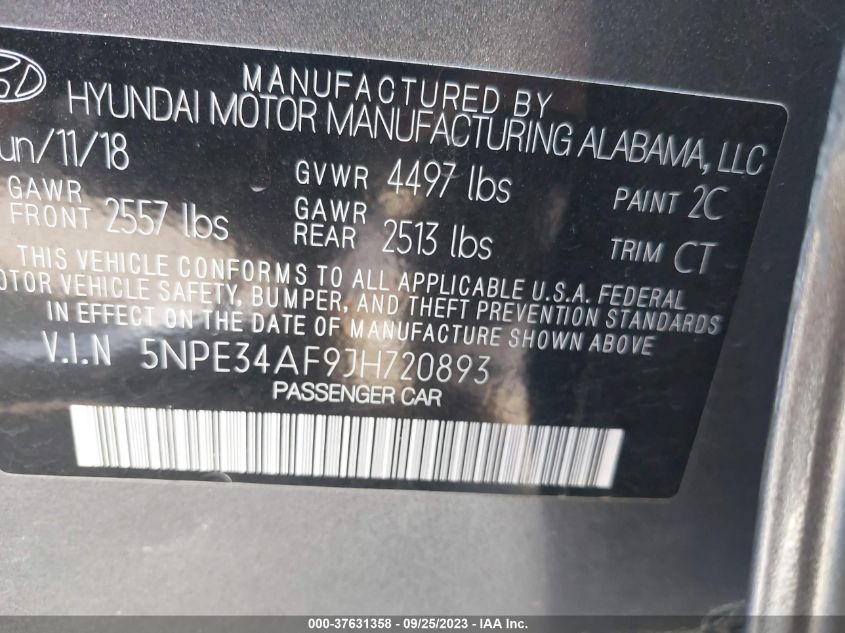 MANUFACTURED BY
HYUNDAI MOTOR MANUFACTURING ALABAMA, LLC
un/11/18 GVWR 4497 lbs PAINT 2C
GAWR FRONT 2557 lbs GAWR REAR 2513 lbs TRIM CT
THIS VEHICLE CONFORMS TO ALL APPLICABLE U.S.A. FEDERAL
OTOR VEHICLE SAFETY, BUMPER, AND THEFT PREVENTION STANDARDS
IN EFFECT ON THE DATE OF MANUFACTURE SHOWN ABOVE
V.I.N 5NPE34AF9JH720893
PASSENGER CAR
000-37631358 - 09/25/2023 - IAA Inc.